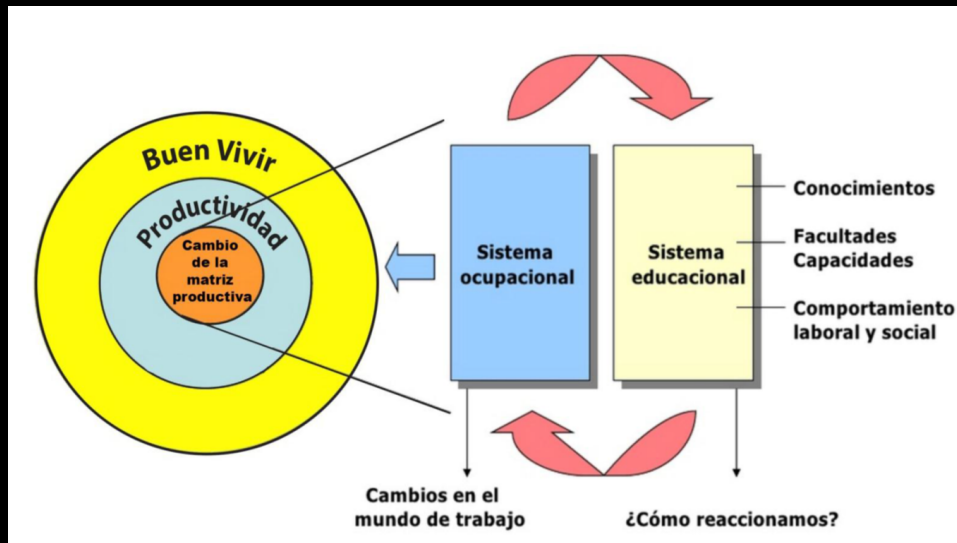 Buen Vivir
Productividad
Cambio
de la
matriz
productiva
Sistema
ocupacional
Sistema
educacional
Conocimientos
Facultades
Capacidades
Comportamiento
laboral y social
Cambios en el
mundo de trabajo
¿Cómo reaccionamos?